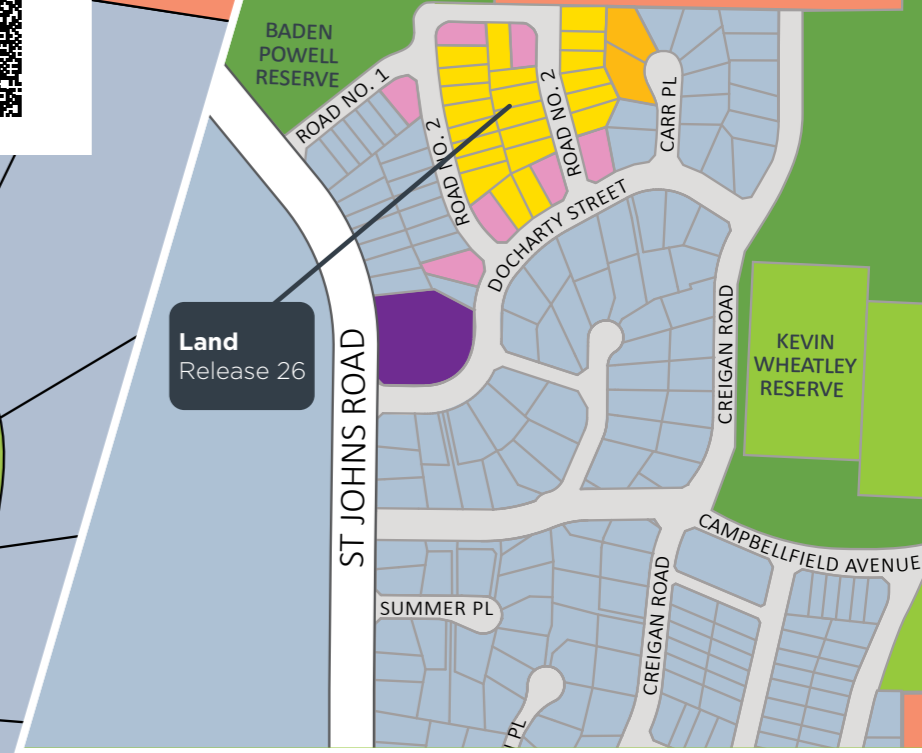 BADEN
POWELL
RESERVE
ROAD NO. 1
ROAD NO. 2
ROAD NO. 2
CARR PL
DOCHARTY STREET
Land
Release 26
ST JOHNS ROAD
CREIGAN ROAD
KEVIN
WHEATLEY
RESERVE
CAMPBELLFIELD AVENUE
SUMMER PL
CREIGAN ROAD
PL